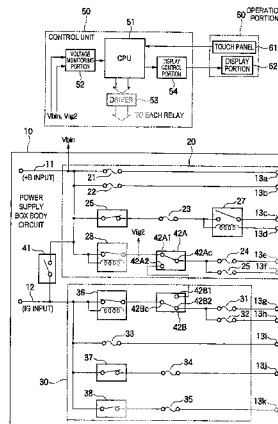 50
51
60
OPERATION
PORTION
CONTROL UNIT
VOLTAGE
MONITORING
PORTION
CPU
DISPLAY
CONTROL
PORTION
TOUCH PANEL
61
DISPLAY
PORTION
62
52
54
Vbin, Vig2
DRIVER
53
TO EACH RELAY
10
Vbin
20
11
(+B INPUT)
21
22
13a
13b
POWER
SUPPLY
BOX BODY
CIRCUIT
26
23
27
13c
13d
Vig2
42A1
42A
28
42Ac
42A2
24
25
13e
13f
41
12
(IG INPUT)
36
42B1
42B2
42Bc
42B
31
32
13g
13h
33
13i
30
37
34
13j
38
35
13k